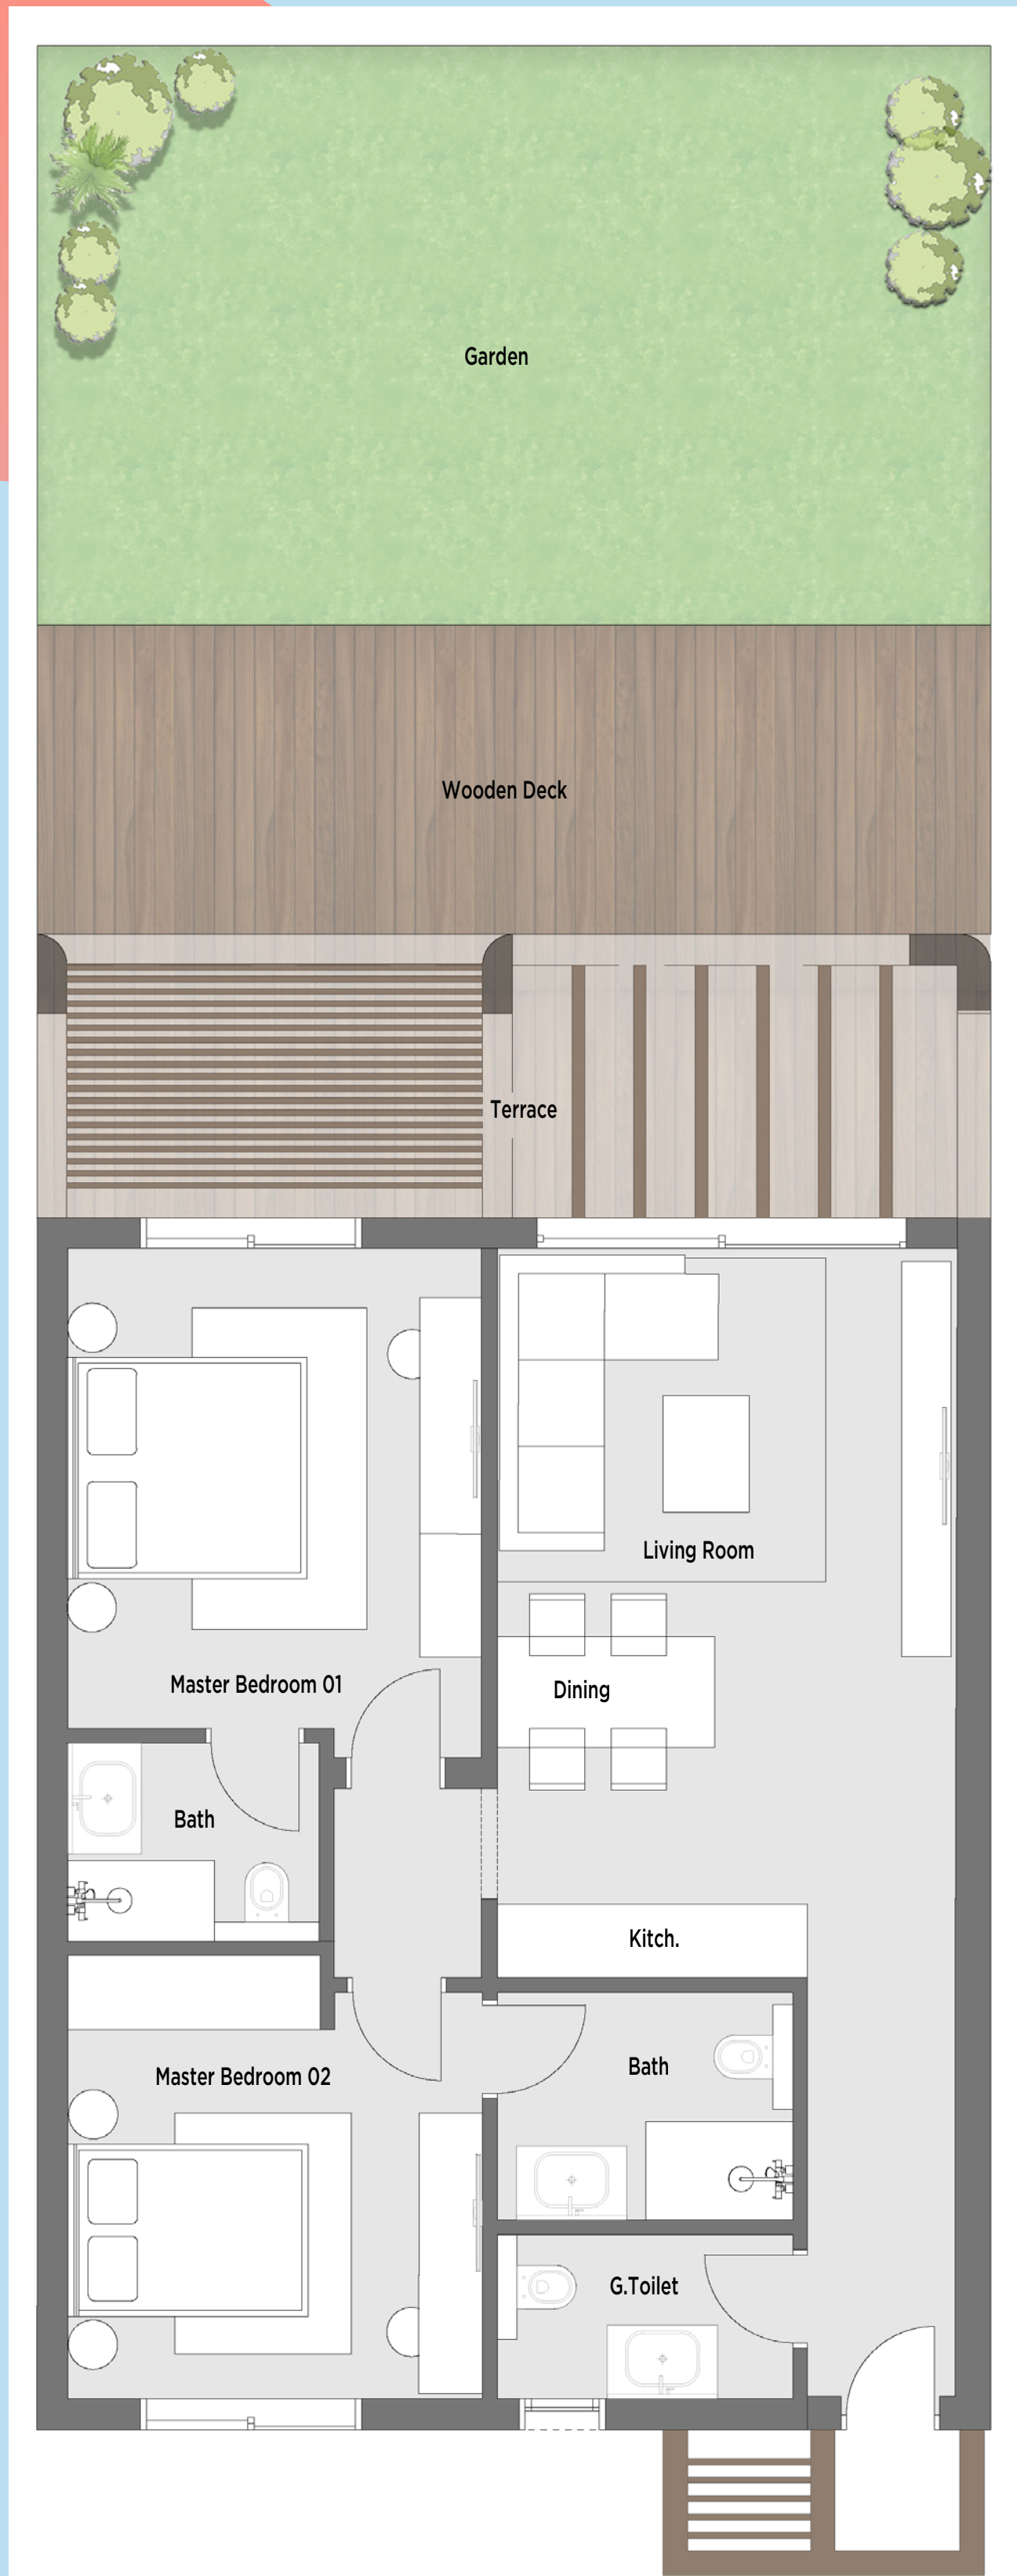 Garden
Wooden Deck
Terrace
Living Room
Master Bedroom 01
Dining
Bath
Kitch.
Master Bedroom 02
Bath
G.Toilet